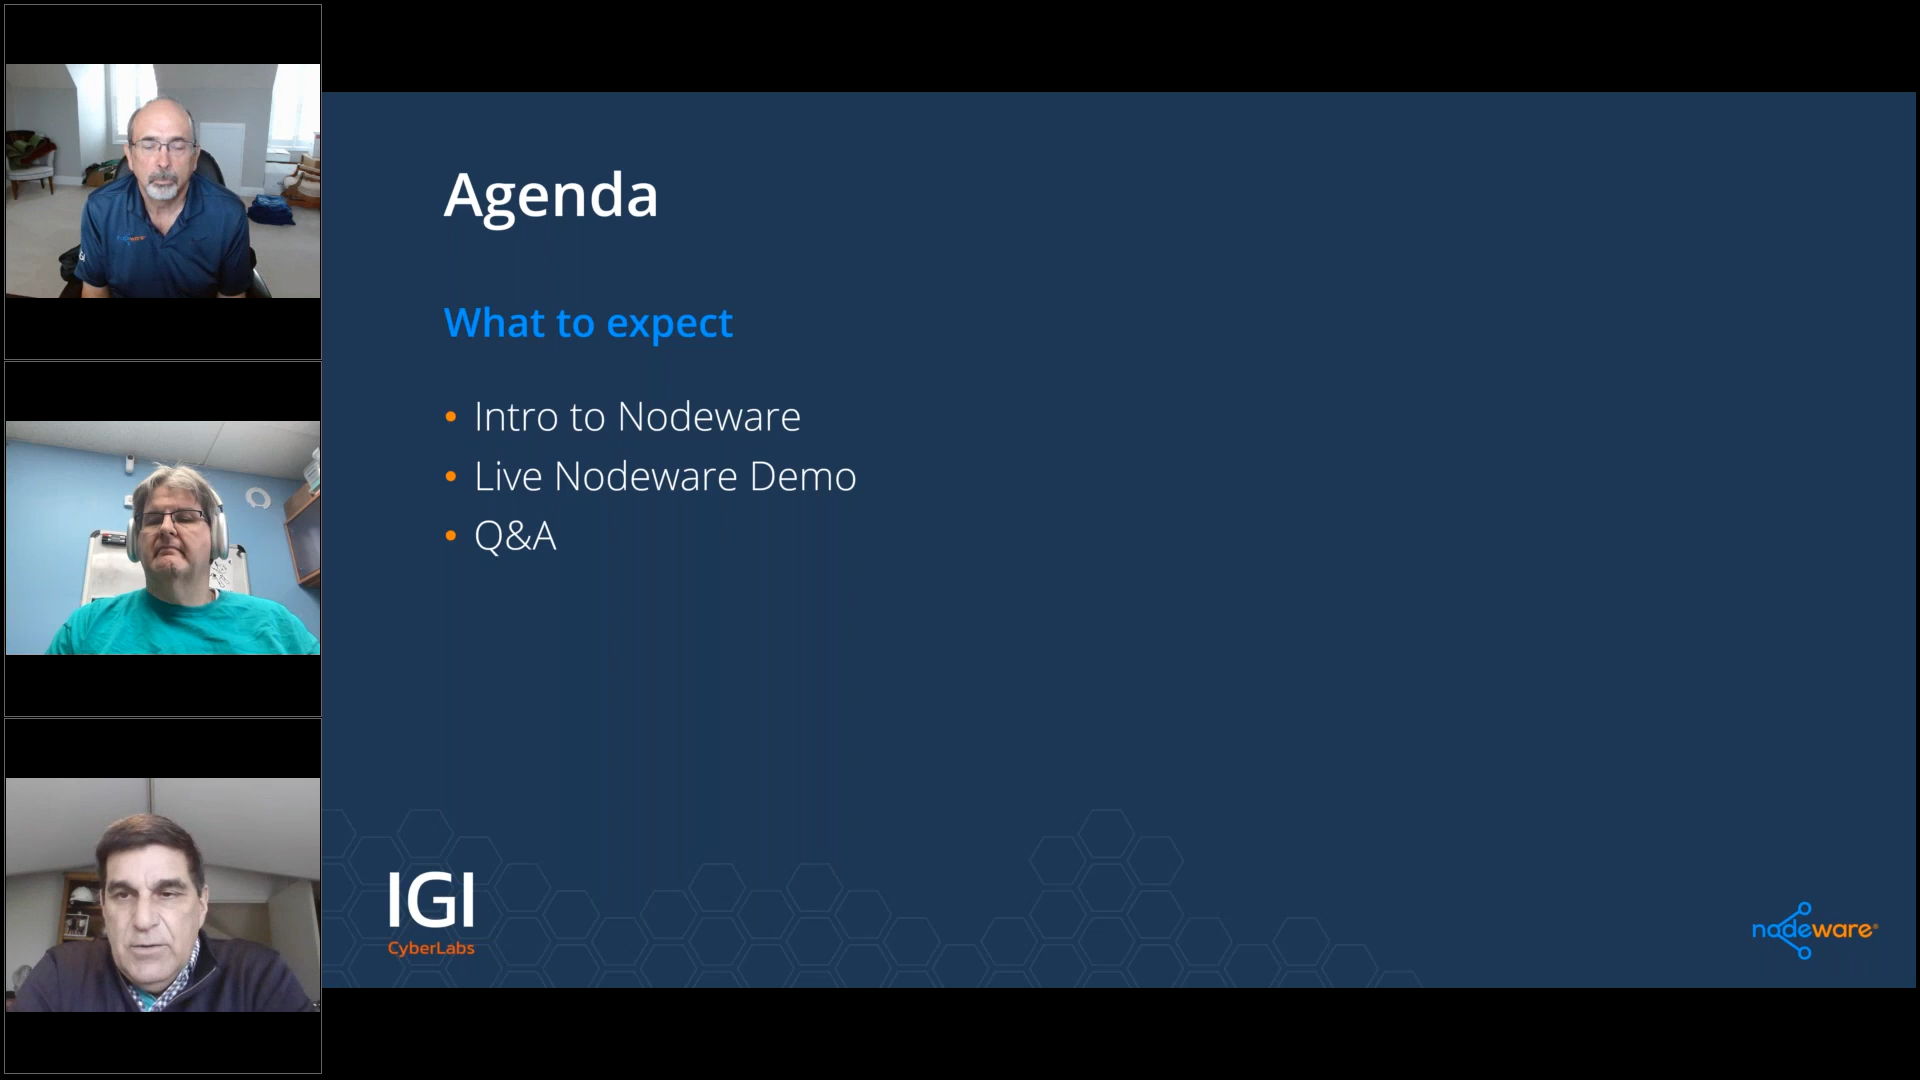 Agenda
What to expect
• Intro to Nodeware
• Live Nodeware Demo
• Q&A
IGI
CyberLabs
nodeware®